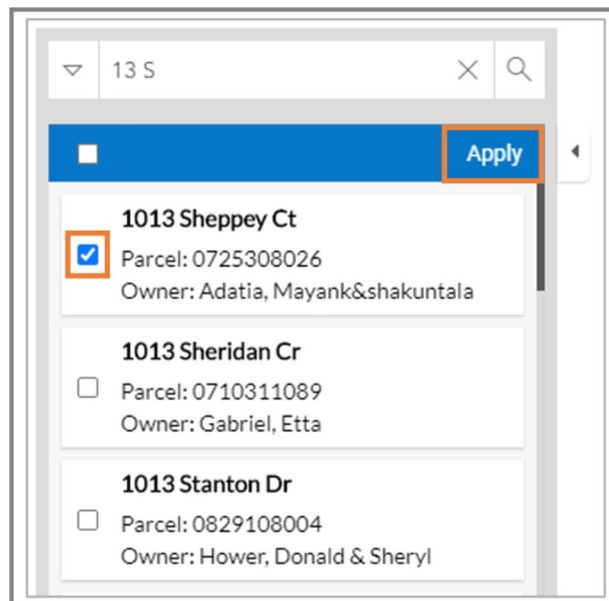 13 S
Apply
1013 Sheppey Ct
Parcel: 0725308026
Owner: Adatia, Mayank&shakuntala
1013 Sheridan Cr
Parcel: 0710311089
Owner: Gabriel, Etta
1013 Stanton Dr
Parcel: 0829108004
Owner: Hower, Donald & Sheryl